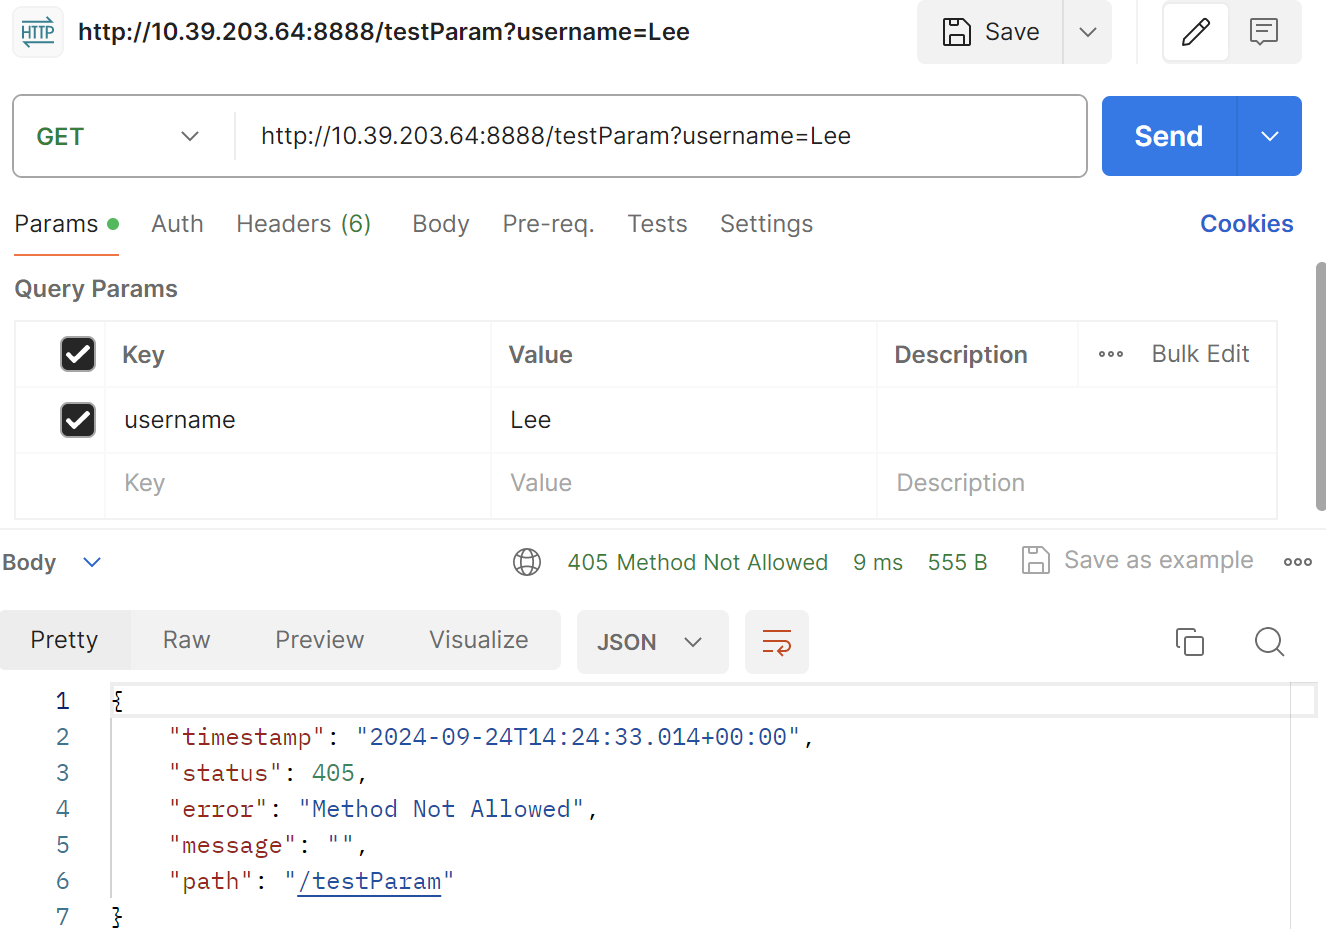 HTTP http://10.39.203.64:8888/testParam?username=Lee Save
GET http://10.39.203.64:8888/testParam?username=Lee Send
Params Auth Headers (6) Body Pre-req. Tests Settings Cookies
Query Params
Key Value Description Bulk Edit
username Lee
Key Value Description
Body 405 Method Not Allowed 9 ms 555 B Save as example
Pretty Raw Preview Visualize JSON
1 {
2 "timestamp": "2024-09-24T14:24:33.014+00:00",
3 "status": 405,
4 "error": "Method Not Allowed",
5 "message": "",
6 "path": "/testParam"
7 }